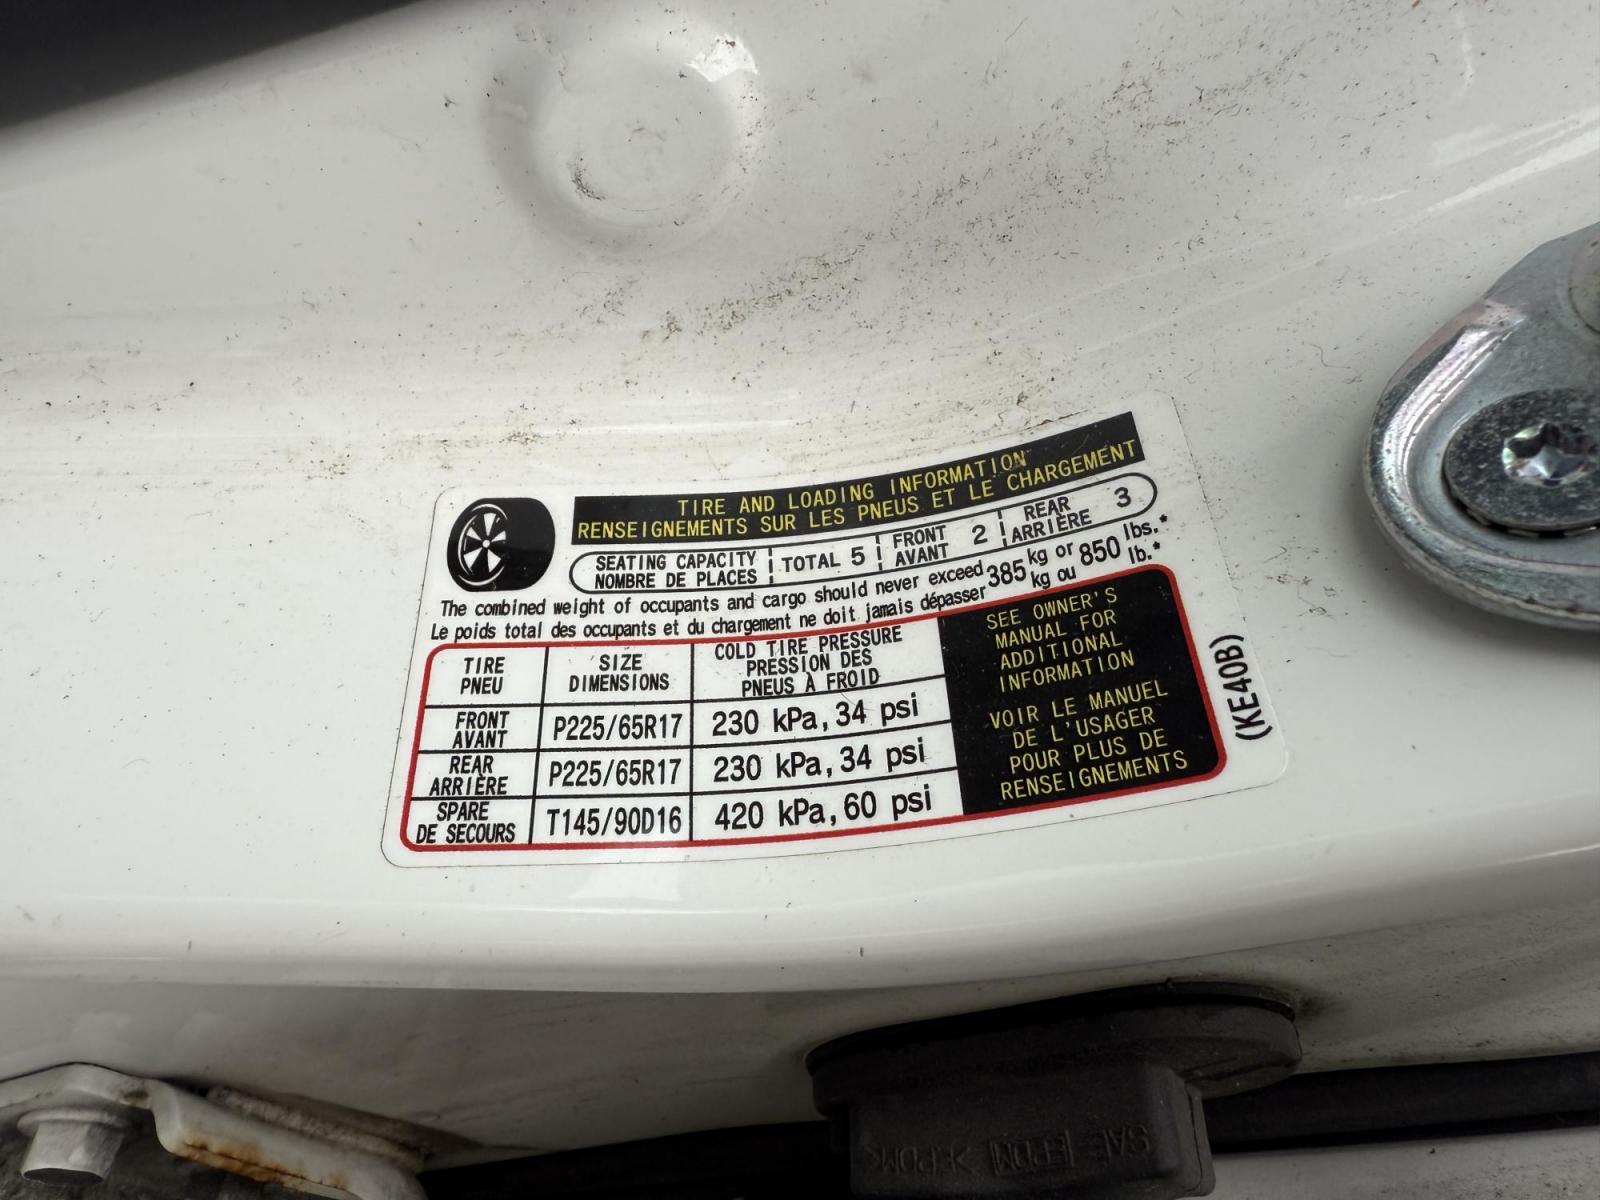 TIRE AND LOADING INFORMATION
RENSEIGNEMENTS SUR LES PNEUS ET LE CHARGEMENT
SEATING CAPACITY TOTAL 5 FRONT 2 REAR 3
NOMBRE DE PLACES AVANT ARRIÈRE
The combined weight of occupants and cargo should never exceed 385 kg or 850 lbs.*
Le poids total des occupants et du chargement ne doit jamais dépasser kg ou lb.*
TIRE
PNEU
SIZE
DIMENSIONS
COLD TIRE PRESSURE
PRESSION DES
PNEUS À FROID
FRONT
AVANT
P225/65R17
230 kPa, 34 psi
REAR
ARRIÈRE
P225/65R17
230 kPa, 34 psi
SPARE
DE SECOURS
T145/90D16
420 kPa, 60 psi
SEE OWNER'S
MANUAL FOR
ADDITIONAL
INFORMATION
VOIR LE MANUEL
DE L'USAGER
POUR PLUS DE
RENSEIGNEMENTS
(KE40B)